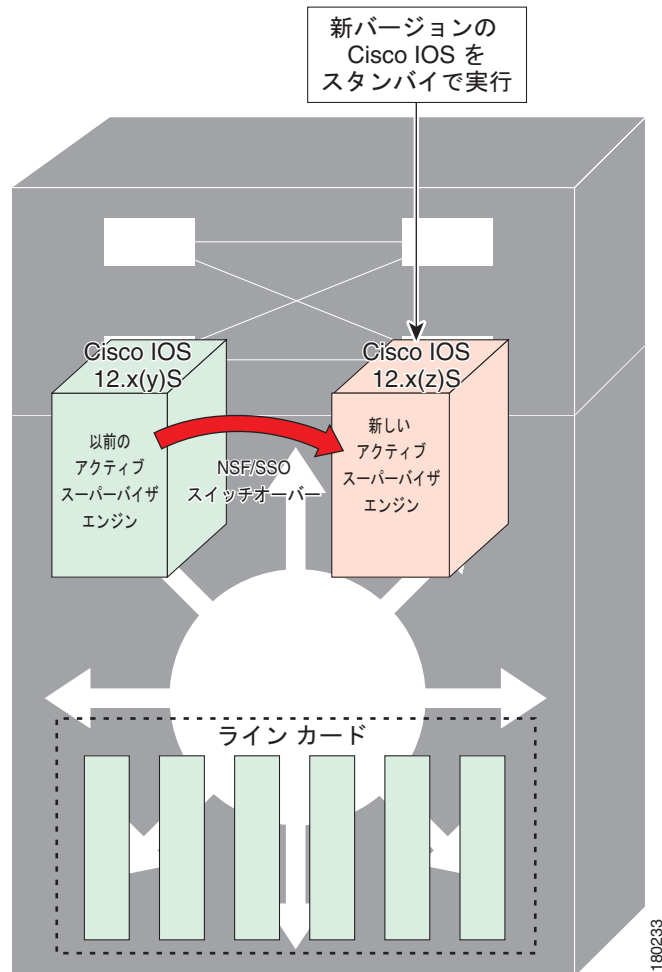 新バージョンの
Cisco IOS を
スタンバイで実行
Cisco IOS
12.x(y)S
以前の
アクティブ
スーパーバイザ
エンジン
NSF/SSO
スイッチオーバー
Cisco IOS
12.x(z)S
新しい
アクティブ
スーパーバイザ
エンジン
ライン カード
180233